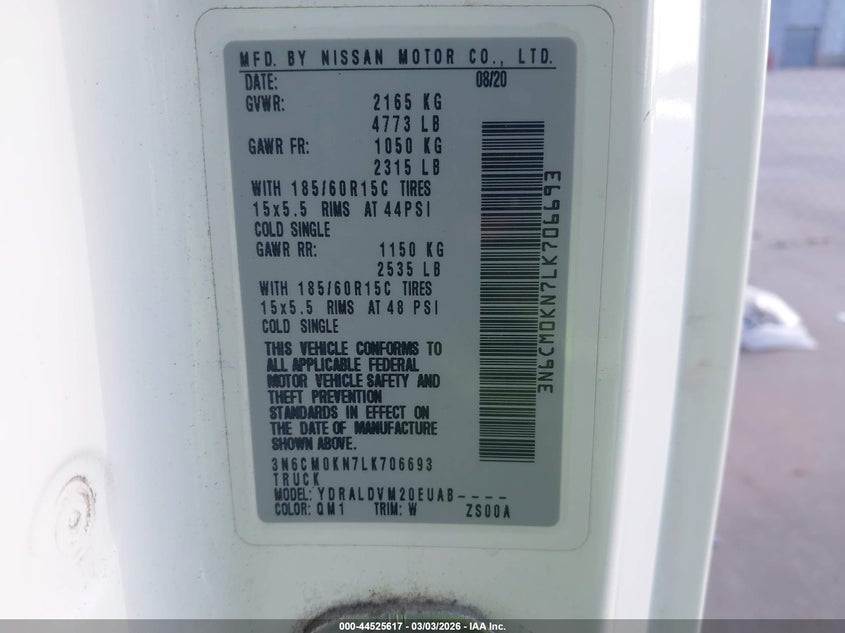 MFD. BY NISSAN MOTOR CO., LTD.
DATE: 08/20
GVWR: 2165 KG
4773 LB
GAWR FR: 1050 KG
2315 LB
WITH 185/60R15C TIRES
15x5.5 RIMS AT 44PSI
COLD SINGLE
GAWR RR: 1150 KG
2535 LB
WITH 185/60R15C TIRES
15x5.5 RIMS AT 48 PSI
COLD SINGLE
THIS VEHICLE CONFORMS TO
ALL APPLICABLE FEDERAL
MOTOR VEHICLE SAFETY AND
THEFT PREVENTION
STANDARDS IN EFFECT ON
THE DATE OF MANUFACTURE
SHOWN ABOVE.
3N6CM0KN7LK706693
TRUCK
MODEL: YDRALDVM20EUAB----
COLOR: QM1 TRIM: W ZS00A
3N6CM0KN7LK706693
000-44525617 - 03/03/2026 - IAA Inc.